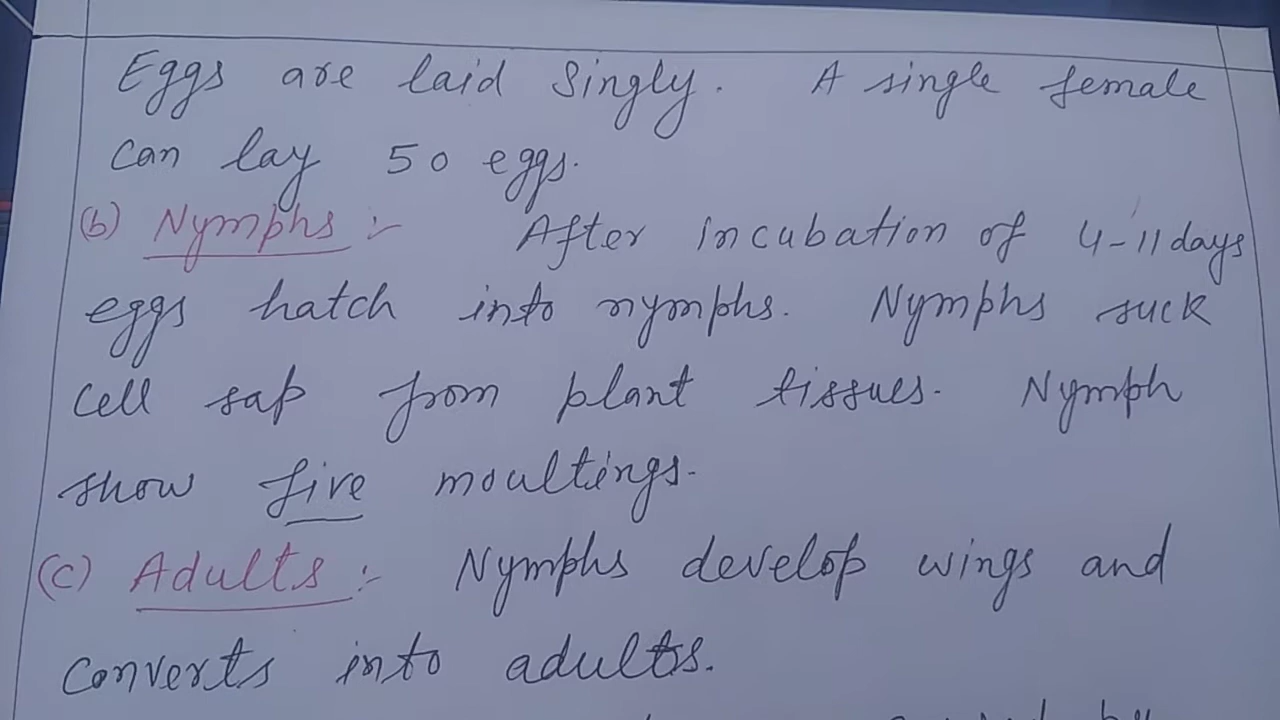 Eggs are laid Singly. A single female
can lay 50 eggs.
(b) Nymphs :- After incubation of 4-11 days
eggs hatch into nymphs. Nymphs suck
cell sap from plant tissues. Nymph
show five moultings.
(c) Adults :- Nymphs develop wings and
converts into adults.